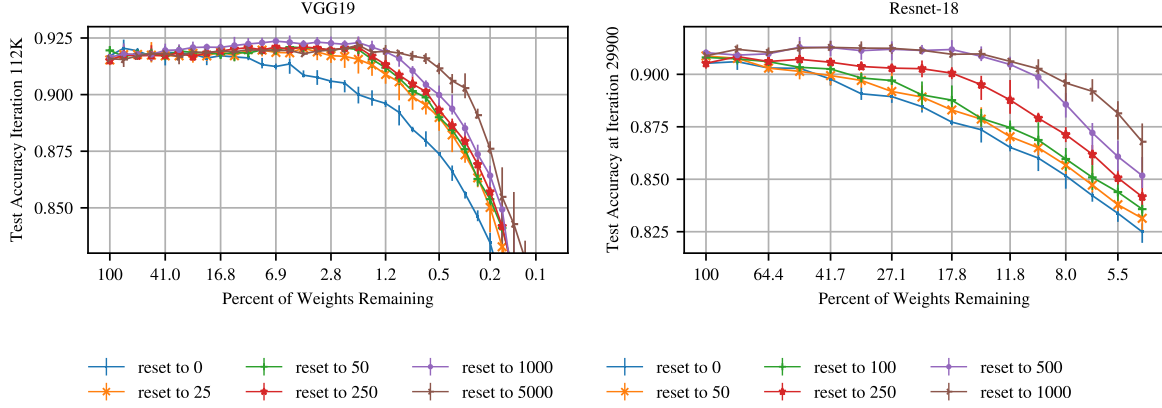 VGG19
Test Accuracy Iteration 112K
0.925
0.900
0.875
0.850
100 41.0 16.8 6.9 2.8 1.2 0.5 0.2 0.1
Percent of Weights Remaining
Resnet-18
Test Accuracy at Iteration 29900
0.900
0.875
0.850
0.825
100 64.4 41.7 27.1 17.8 11.8 8.0 5.5
Percent of Weights Remaining
reset to 0 reset to 50 reset to 1000
reset to 25 reset to 250 reset to 5000
reset to 0 reset to 100 reset to 500
reset to 50 reset to 250 reset to 1000